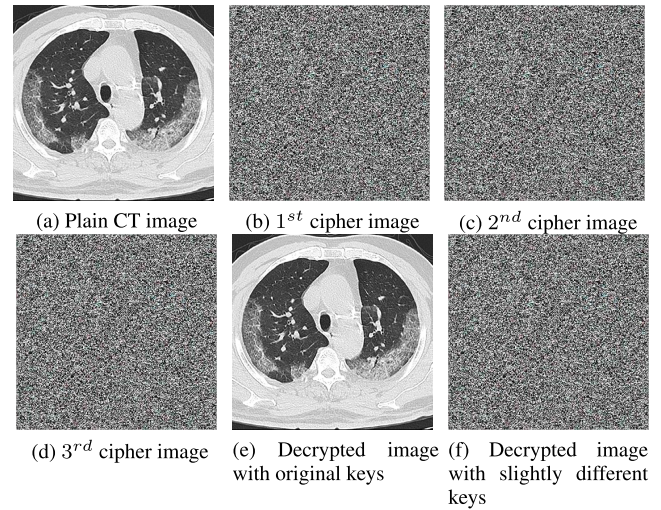 (a) Plain CT image
(b) 1st cipher image
(c) 2nd cipher image
(d) 3rd cipher image
(e) Decrypted image
with original keys
(f) Decrypted image
with slightly different
keys